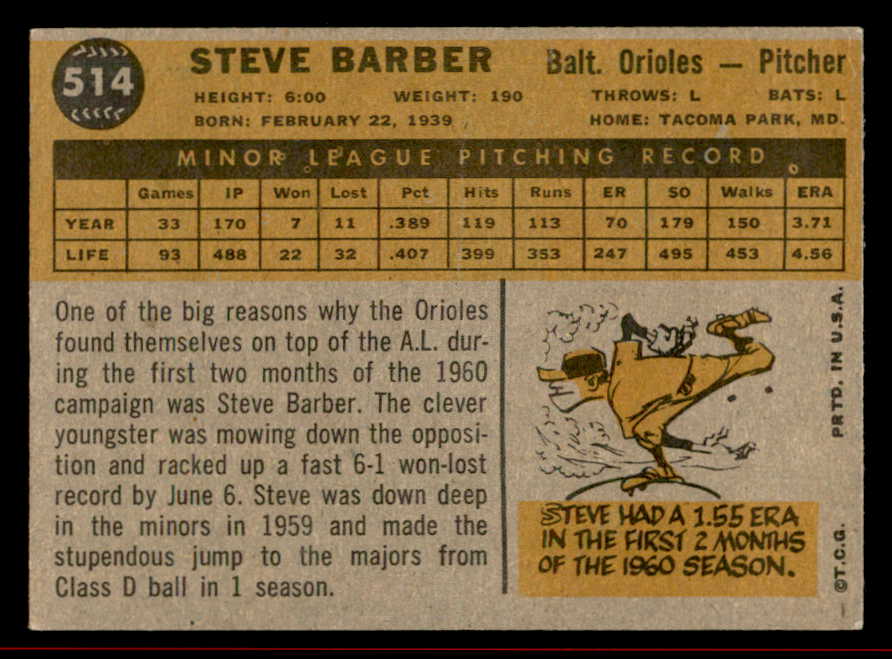 514
STEVE BARBER Balt. Orioles — Pitcher
HEIGHT: 6:00 WEIGHT: 190 THROWS: L BATS: L
BORN: FEBRUARY 22, 1939 HOME: TACOMA PARK, MD.
MINOR LEAGUE PITCHING RECORD
Games IP Won Lost Pct Hits Runs ER SO Walks ERA
YEAR 33 170 7 11 .389 119 113 70 179 150 3.71
LIFE 93 488 22 32 .407 399 353 247 495 453 4.56
One of the big reasons why the Orioles
found themselves on top of the A.L. dur-
ing the first two months of the 1960
campaign was Steve Barber. The clever
youngster was mowing down the opposi-
tion and racked up a fast 6-1 won-lost
record by June 6. Steve was down deep
in the minors in 1959 and made the
stupendous jump to the majors from
Class D ball in 1 season.
STEVE HAD A 1.55 ERA
IN THE FIRST 2 MONTHS
OF THE 1960 SEASON.
©T.C.G. PRTD. IN U.S.A.